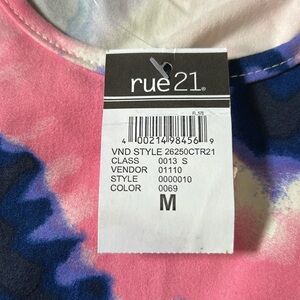 rue21®
4 00214 98456 9
VND STYLE 26250CTR21
CLASS 0013 S
VENDOR 01110
STYLE 0000010
COLOR 0069
M